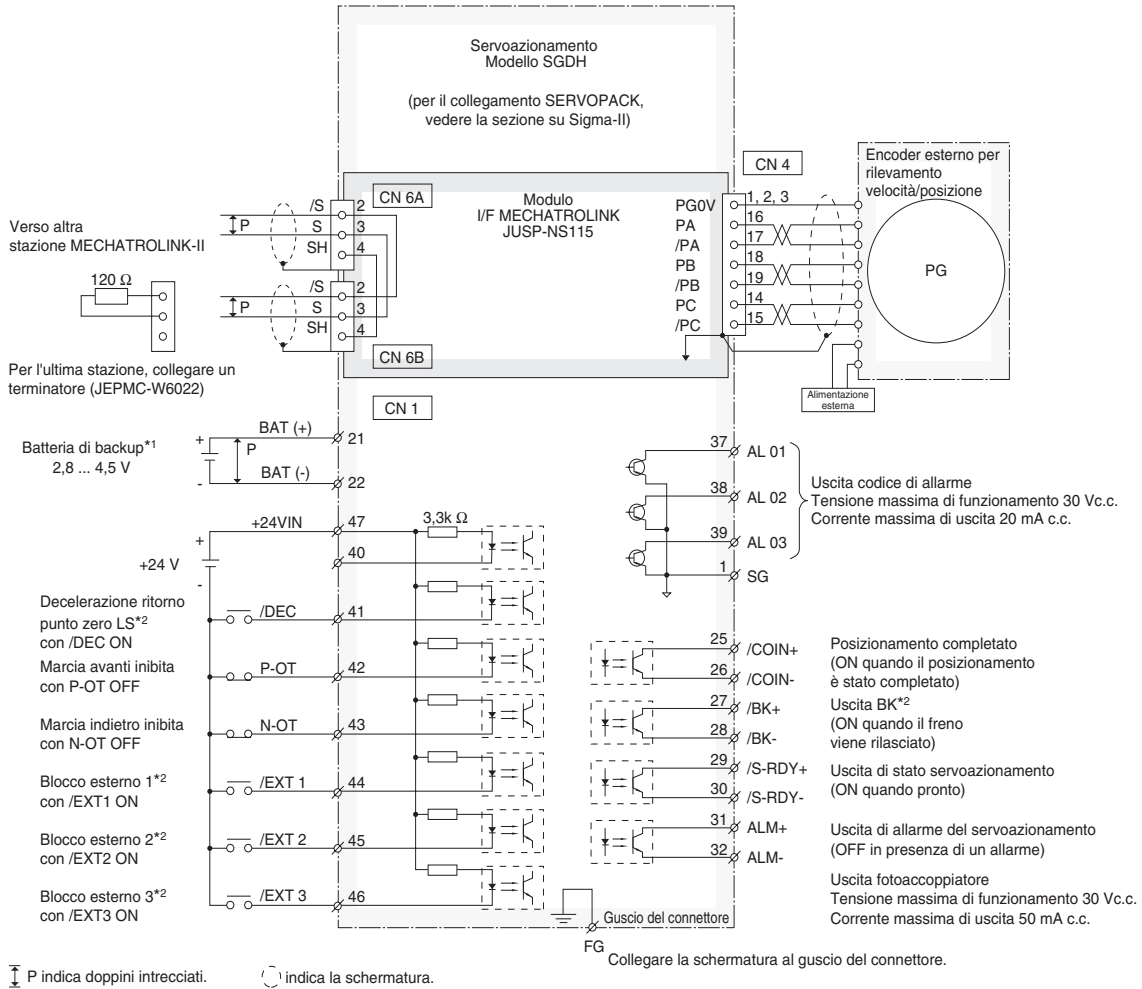 Servoazionamento
Modello SGDH
(per il collegamento SERVOPACK,
vedere la sezione su Sigma-II)
CN 4
Encoder esterno per
rilevamento
velocità/posizione
CN 6A
Modulo
I/F MECHATROLINK
JUSP-NS115
Verso altra
stazione MECHATROLINK-II
120 Ω
P
/S
S
SH
2
3
4
P
/S
S
SH
2
3
4
CN 6B
PG0V
PA
/PA
PB
/PB
PC
/PC
1, 2, 3
16
17
18
19
14
15
PG
Alimentazione
esterna
Per l'ultima stazione, collegare un
terminatore (JEPMC-W6022)
CN 1
Batteria di backup*1
2,8 ... 4,5 V
+
-
P
BAT (+)
21
BAT (-)
22
+24 V
+
-
+24VIN
47
3,3k Ω
40
Decelerazione ritorno
punto zero LS*2
con /DEC ON
/DEC
41
Marcia avanti inibita
con P-OT OFF
P-OT
42
Marcia indietro inibita
con N-OT OFF
N-OT
43
Blocco esterno 1*2
con /EXT1 ON
/EXT 1
44
Blocco esterno 2*2
con /EXT2 ON
/EXT 2
45
Blocco esterno 3*2
con /EXT3 ON
/EXT 3
46
37
AL 01
38
AL 02
39
AL 03
1
SG
Uscita codice di allarme
Tensione massima di funzionamento 30 Vc.c.
Corrente massima di uscita 20 mA c.c.
25
/COIN+
26
/COIN-
Posizionamento completato
(ON quando il posizionamento
è stato completato)
27
/BK+
28
/BK-
Uscita BK*2
(ON quando il freno
viene rilasciato)
29
/S-RDY+
30
/S-RDY-
Uscita di stato servoazionamento
(ON quando pronto)
31
ALM+
32
ALM-
Uscita di allarme del servoazionamento
(OFF in presenza di un allarme)
Uscita fotoaccoppiatore
Tensione massima di funzionamento 30 Vc.c.
Corrente massima di uscita 50 mA c.c.
Guscio del connettore
FG
Collegare la schermatura al guscio del connettore.
P indica doppini intrecciati.
indica la schermatura.